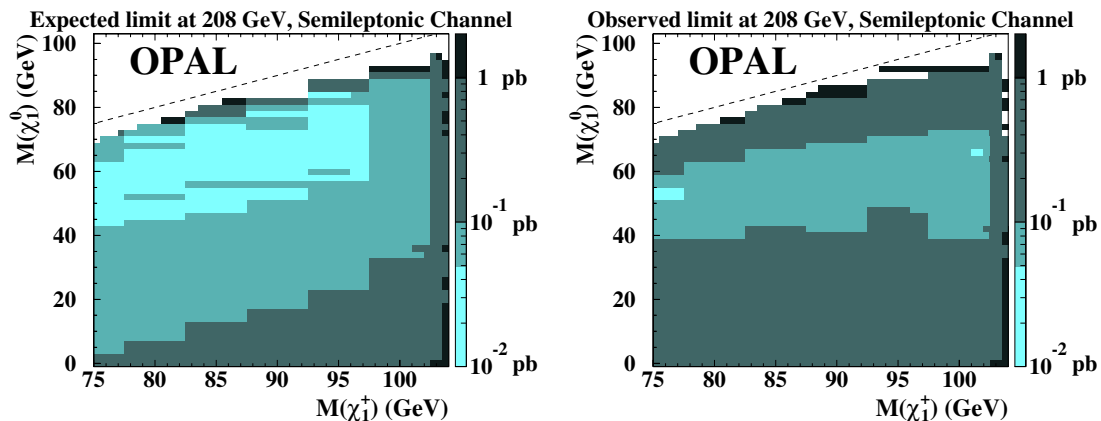 Expected limit at 208 GeV, Semileptonic Channel
M(χ̃₁⁰) (GeV)
100
80
60
40
20
0
OPAL
1 pb
10⁻¹ pb
10⁻² pb
75 80 85 90 95 100
M(χ̃₁⁺) (GeV)
Observed limit at 208 GeV, Semileptonic Channel
M(χ̃₁⁰) (GeV)
100
80
60
40
20
0
OPAL
1 pb
10⁻¹ pb
10⁻² pb
75 80 85 90 95 100
M(χ̃₁⁺) (GeV)